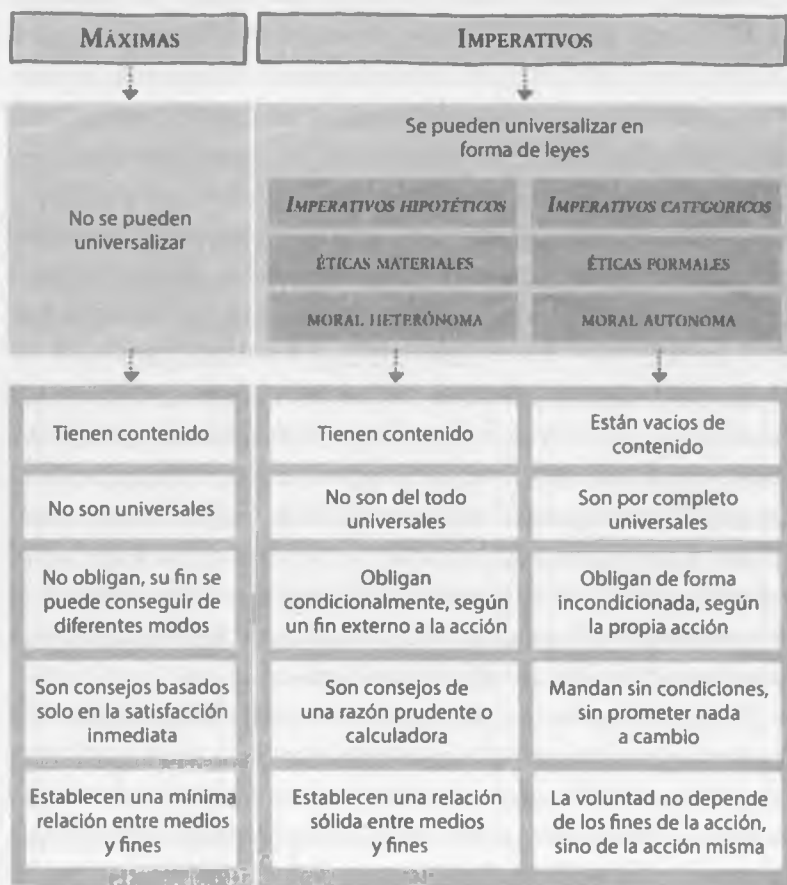 MÁXIMAS
IMPERATIVOS
No se pueden
universalizar
Se pueden universalizar en
forma de leyes
IMPERATIVOS HIPOTÉTICOS
IMPERATIVOS CATEGORICOS
ÉTICAS MATERIALES
ÉTICAS FORMALES
MORAL HETERÓNOMA
MORAL AUTONOMA
Tienen contenido
No son universales
No obligan, su fin se
puede conseguir de
diferentes modos
Son consejos basados
solo en la satisfacción
inmediata
Establecen una mínima
relación entre medios
y fines
Tienen contenido
No son del todo
universales
Obligan
condicionalmente, según
un fin externo a la acción
Son consejos de
una razón prudente o
calculadora
Establecen una relación
sólida entre medios
y fines
Están vacíos de
contenido
Son por completo
universales
Obligan de forma
incondicionada, según
la propia acción
Mandan sin condiciones,
sin prometer nada
a cambio
La voluntad no depende
de los fines de la acción,
sino de la acción misma